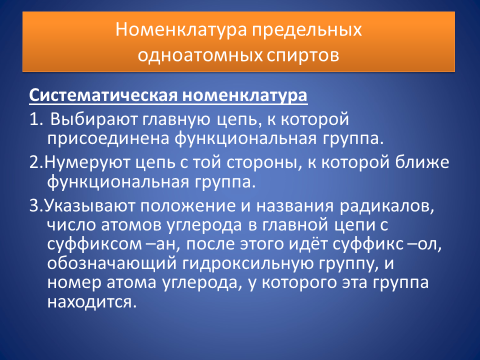 Номенклатура предельных
одноатомных спиртов
Систематическая номенклатура
1. Выбирают главную цепь, к которой
присоединена функциональная группа.
2.Нумеруют цепь с той стороны, к которой ближе
функциональная группа.
3.Указывают положение и названия радикалов,
число атомов углерода в главной цепи с
суффиксом –ан, после этого идёт суффикс –ол,
обозначающий гидроксильную группу, и
номер атома углерода, у которого эта группа
находится.